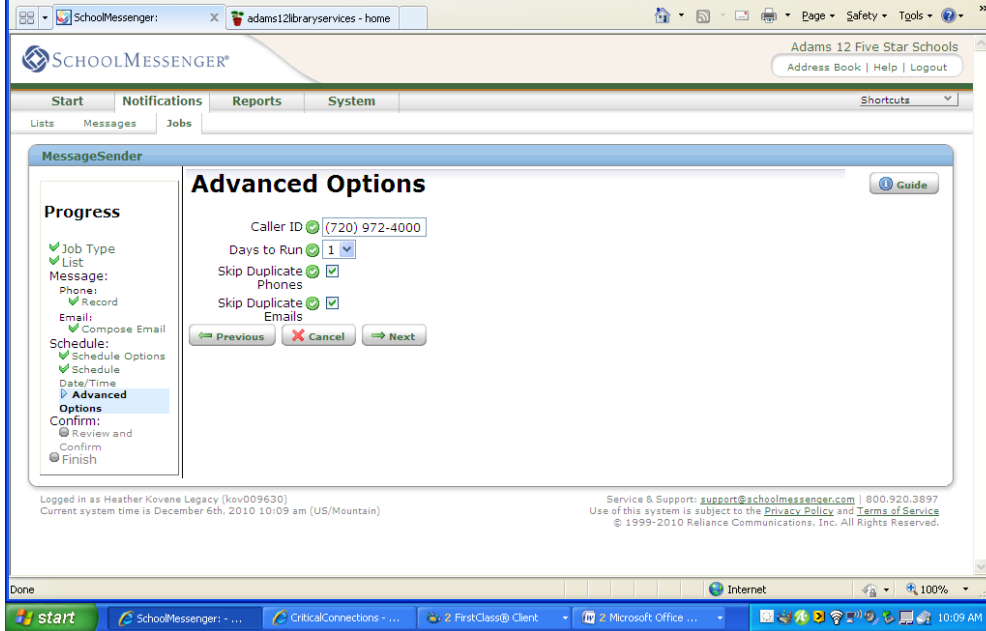 SchoolMessenger:
adams12libraryservices - home
Page
Safety
Tools
SCHOOLMESSENGER®
Adams 12 Five Star Schools
Address Book | Help | Logout
Start Notifications Reports System
Shortcuts
Lists Messages Jobs
MessageSender
Advanced Options
Guide
Progress
Job Type
List
Message:
Phone:
Record
Email:
Compose Email
Schedule:
Schedule Options
Schedule
Date/Time
Advanced
Options
Confirm:
Review and
Confirm
Finish
Caller ID (720) 972-4000
Days to Run 1
Skip Duplicate
Phones
Skip Duplicate
Emails
Previous Cancel Next
Logged in as Heather Kovene Legacy (kov009630)
Current system time is December 6th, 2010 10:09 am (US/Mountain)
Service & Support: support@schoolmessenger.com | 800.920.3897
Use of this system is subject to the Privacy Policy and Terms of Service
© 1999-2010 Reliance Communications, Inc. All Rights Reserved.
Done
Internet
100%
start
SchoolMessenger: - ...
CriticalConnections - ...
2 FirstClass® Client
2 Microsoft Office ...
10:09 AM